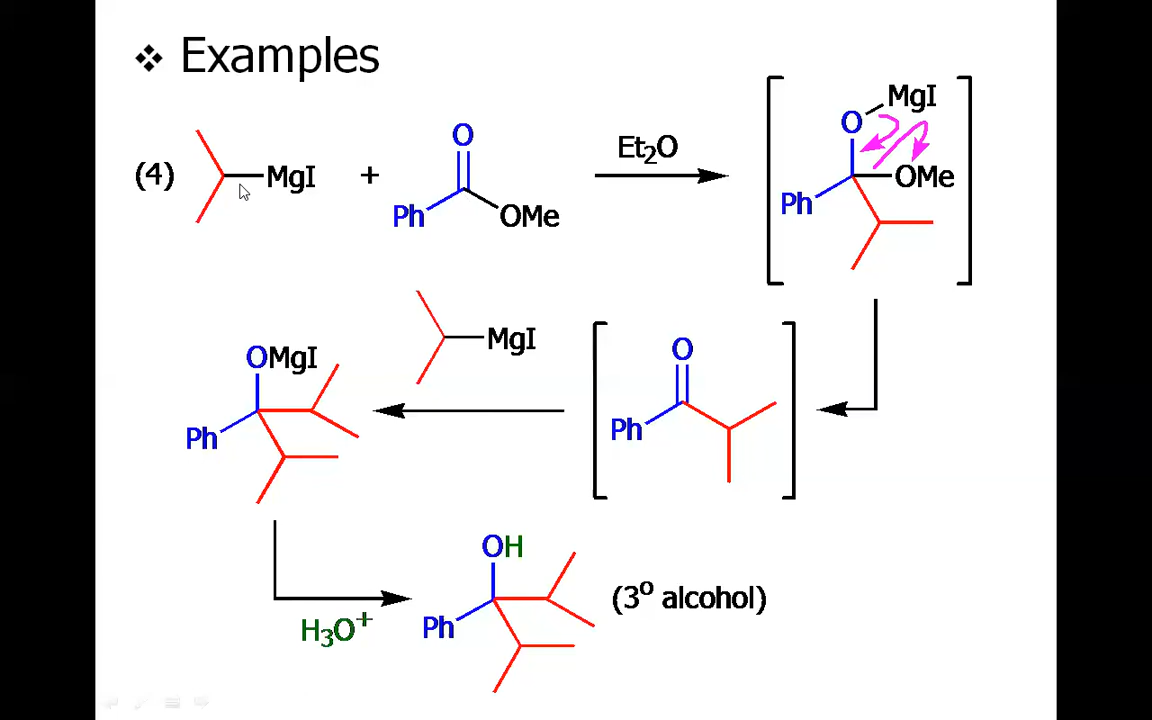 ❖ Examples
(4) MgI + O Ph OMe Et₂O O MgI Ph OMe
MgI
OMgI Ph
O Ph
H₃O⁺
OH Ph (3º alcohol)